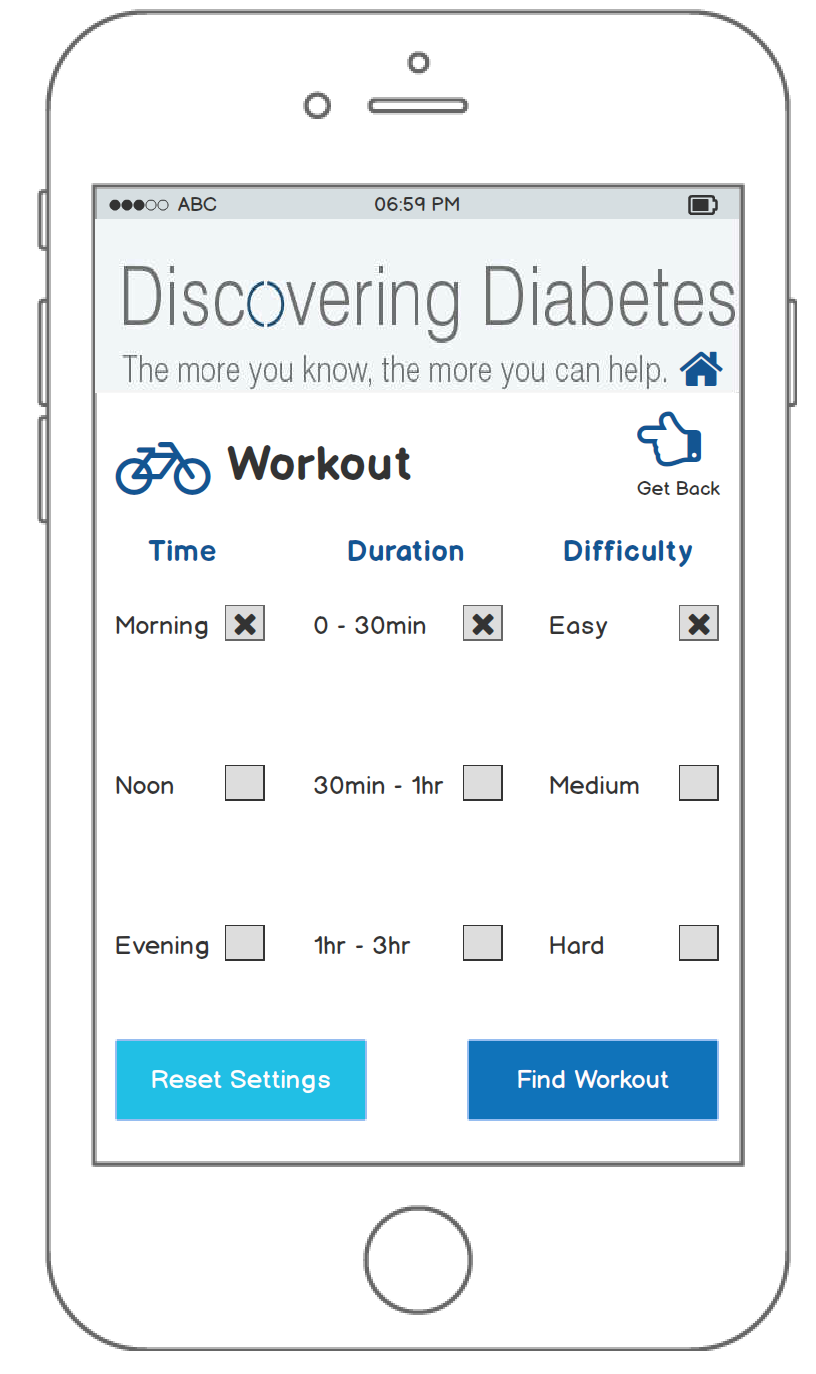 ABC 06:59 PM
Discovering Diabetes
The more you know, the more you can help.
Workout
Get Back
Time Duration Difficulty
Morning 0 - 30min Easy
Noon 30min - 1hr Medium
Evening 1hr - 3hr Hard
Reset Settings Find Workout